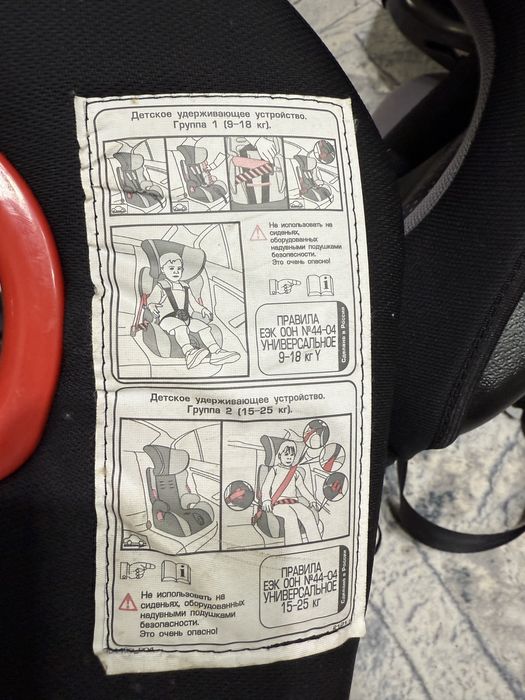 Детское удерживающее устройство.
Группа 1 (9-18 кг).
Не использовать на
сиденьях,
оборудованных
надувными подушками
безопасности.
Это очень опасно!
ПРАВИЛА
ЕЭК ООН №44-04
УНИВЕРСАЛЬНОЕ
9-18 кг Y
Сделано в России
Детское удерживающее устройство.
Группа 2 (15-25 кг).
Не использовать на
сиденьях, оборудованных
надувными подушками
безопасности.
Это очень опасно!
ПРАВИЛА
ЕЭК ООН №44-04
УНИВЕРСАЛЬНОЕ
15-25 кг
Сделано в России